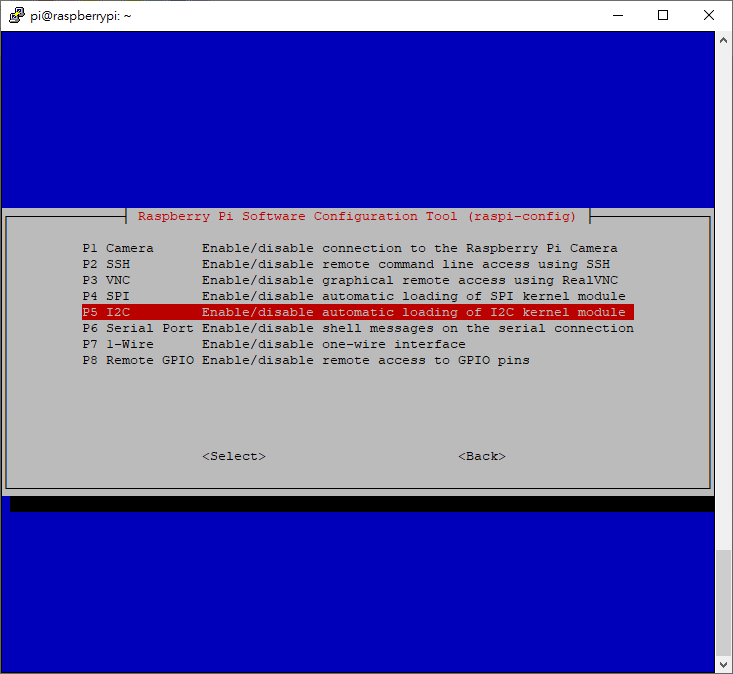 pi@raspberrypi: ~
Raspberry Pi Software Configuration Tool (raspi-config)
P1 Camera Enable/disable connection to the Raspberry Pi Camera
P2 SSH Enable/disable remote command line access using SSH
P3 VNC Enable/disable graphical remote access using RealVNC
P4 SPI Enable/disable automatic loading of SPI kernel module
P5 I2C Enable/disable automatic loading of I2C kernel module
P6 Serial Port Enable/disable shell messages on the serial connection
P7 1-Wire Enable/disable one-wire interface
P8 Remote GPIO Enable/disable remote access to GPIO pins
<Select> <Back>